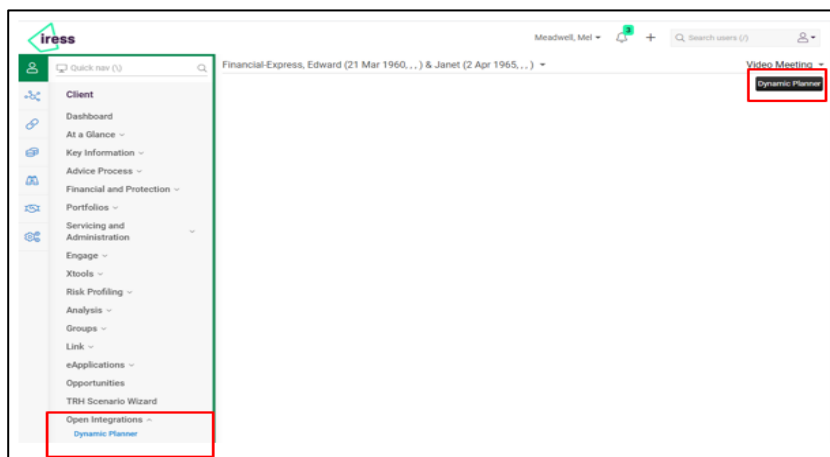 iress
Meadwell, Mel
3
Search users (/)
Quick nav (\)
Financial-Express, Edward (21 Mar 1960, , , ) & Janet (2 Apr 1965, , , )
Video Meeting
Dynamic Planner
Client
Dashboard
At a Glance
Key Information
Advice Process
Financial and Protection
Portfolios
Servicing and
Administration
Engage
Xtools
Risk Profiling
Analysis
Groups
Link
eApplications
Opportunities
TRH Scenario Wizard
Open Integrations
Dynamic Planner